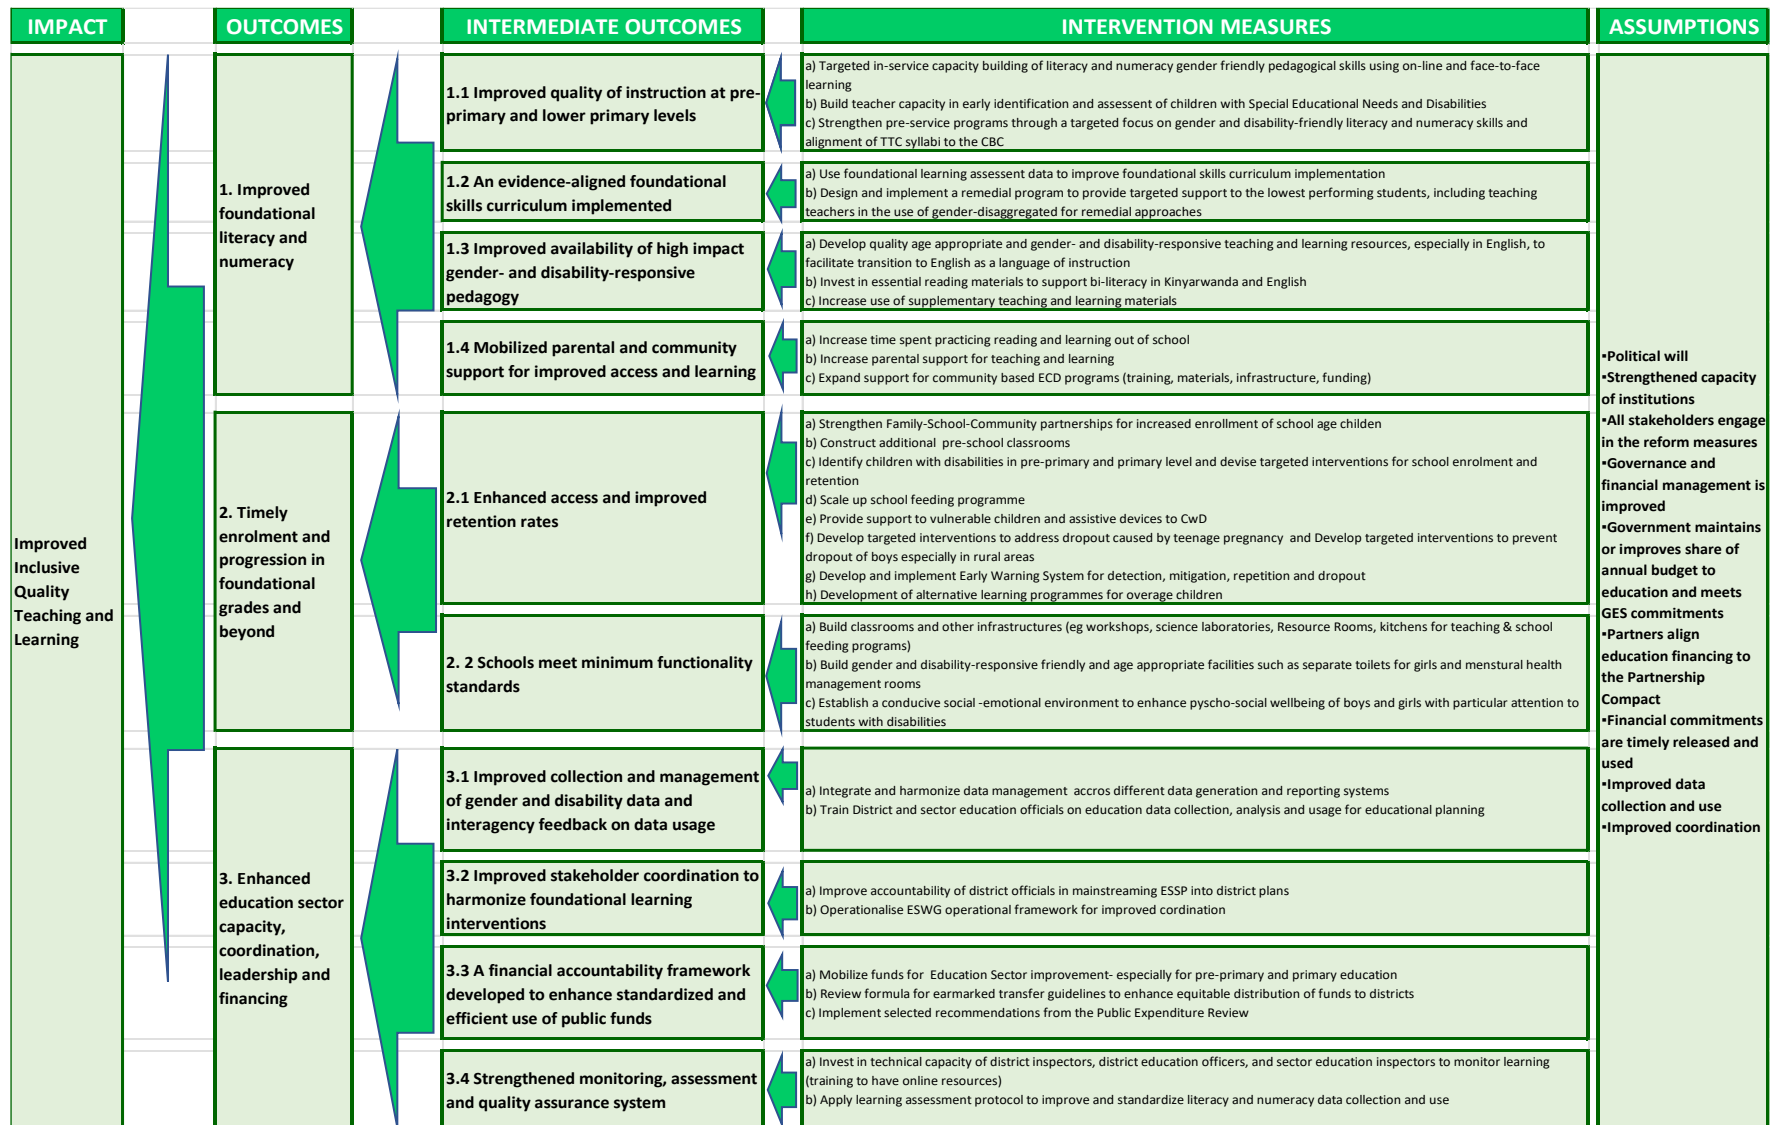 IMPACT
OUTCOMES
INTERMEDIATE OUTCOMES
INTERVENTION MEASURES
ASSUMPTIONS
Improved
Inclusive
Quality
Teaching and
Learning
1. Improved
foundational
literacy and
numeracy
1.1 Improved quality of instruction at pre-
primary and lower primary levels
a) Targeted in-service capacity building of literacy and numeracy gender friendly pedagogical skills using on-line and face-to-face
learning
b) Build teacher capacity in early identification and assessent of children with Special Educational Needs and Disabilities
c) Strengthen pre-service programs through a targeted focus on gender and disability-friendly literacy and numeracy skills and
alignment of TTC syllabi to the CBC
1.2 An evidence-aligned foundational
skills curriculum implemented
a) Use foundational learning assessent data to improve foundational skills curriculum implementation
b) Design and implement a remedial program to provide targeted support to the lowest performing students, including teaching
teachers in the use of gender-disaggregated for remedial approaches
1.3 Improved availability of high impact
gender- and disability-responsive
pedagogy
a) Develop quality age appropriate and gender- and disability-responsive teaching and learning resources, especially in English, to
facilitate transition to English as a language of instruction
b) Invest in essential reading materials to support bi-literacy in Kinyarwanda and English
c) Increase use of supplementary teaching and learning materials
1.4 Mobilized parental and community
support for improved access and learning
a) Increase time spent practicing reading and learning out of school
b) Increase parental support for teaching and learning
c) Expand support for community based ECD programs (training, materials, infrastructure, funding)
2. Timely
enrolment and
progression in
foundational
grades and
beyond
2.1 Enhanced access and improved
retention rates
a) Strengthen Family-School-Community partnerships for increased enrollment of school age childen
b) Construct additional pre-school classrooms
c) Identify children with disabilities in pre-primary and primary level and devise targeted interventions for school enrolment and
retention
d) Scale up school feeding programme
e) Provide support to vulnerable children and assistive devices to CwD
f) Develop targeted interventions to address dropout caused by teenage pregnancy and Develop targeted interventions to prevent
dropout of boys especially in rural areas
g) Develop and implement Early Warning System for detection, mitigation, repetition and dropout
h) Development of alternative learning programmes for overage children
2. 2 Schools meet minimum functionality
standards
a) Build classrooms and other infrastructures (eg workshops, science laboratories, Resource Rooms, kitchens for teaching & school
feeding programs)
b) Build gender and disability-responsive friendly and age appropriate facilities such as separate toilets for girls and menstural health
management rooms
c) Establish a conducive social -emotional environment to enhance pyscho-social wellbeing of boys and girls with particular attention to
students with disabilities
3. Enhanced
education sector
capacity,
coordination,
leadership and
financing
3.1 Improved collection and management
of gender and disability data and
interagency feedback on data usage
a) Integrate and harmonize data management accros different data generation and reporting systems
b) Train District and sector education officials on education data collection, analysis and usage for educational planning
3.2 Improved stakeholder coordination to
harmonize foundational learning
interventions
a) Improve accountability of district officials in mainstreaming ESSP into district plans
b) Operationalise ESWG operational framework for improved cordination
3.3 A financial accountability framework
developed to enhance standardized and
efficient use of public funds
a) Mobilize funds for Education Sector improvement- especially for pre-primary and primary education
b) Review formula for earmarked transfer guidelines to enhance equitable distribution of funds to districts
c) Implement selected recommendations from the Public Expenditure Review
3.4 Strengthened monitoring, assessment
and quality assurance system
a) Invest in technical capacity of district inspectors, district education officers, and sector education inspectors to monitor learning
(training to have online resources)
b) Apply learning assessment protocol to improve and standardize literacy and numeracy data collection and use
▪Political will
▪Strengthened capacity
of institutions
▪All stakeholders engage
in the reform measures
▪Governance and
financial management is
improved
▪Government maintains
or improves share of
annual budget to
education and meets
GES commitments
▪Partners align
education financing to
the Partnership
Compact
▪Financial commitments
are timely released and
used
▪Improved data
collection and use
▪Improved coordination